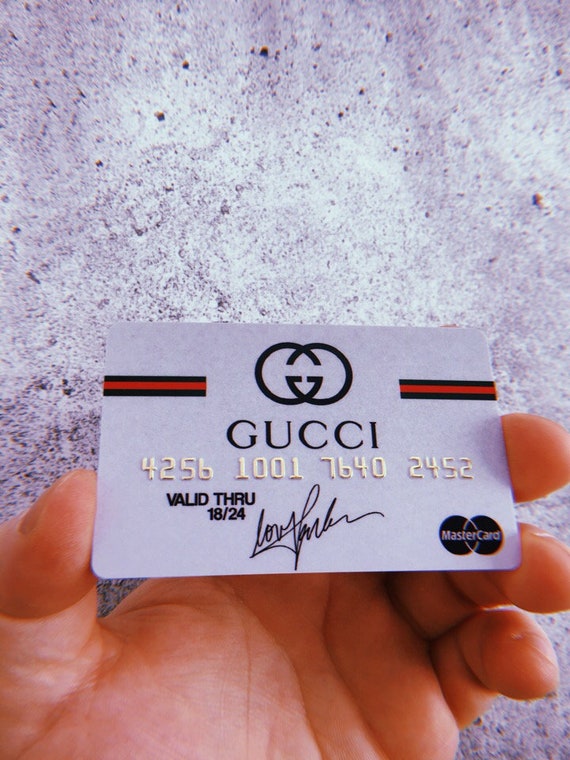 GUCCI
4256 1001 7640 2452
VALID THRU
18/24
MasterCard